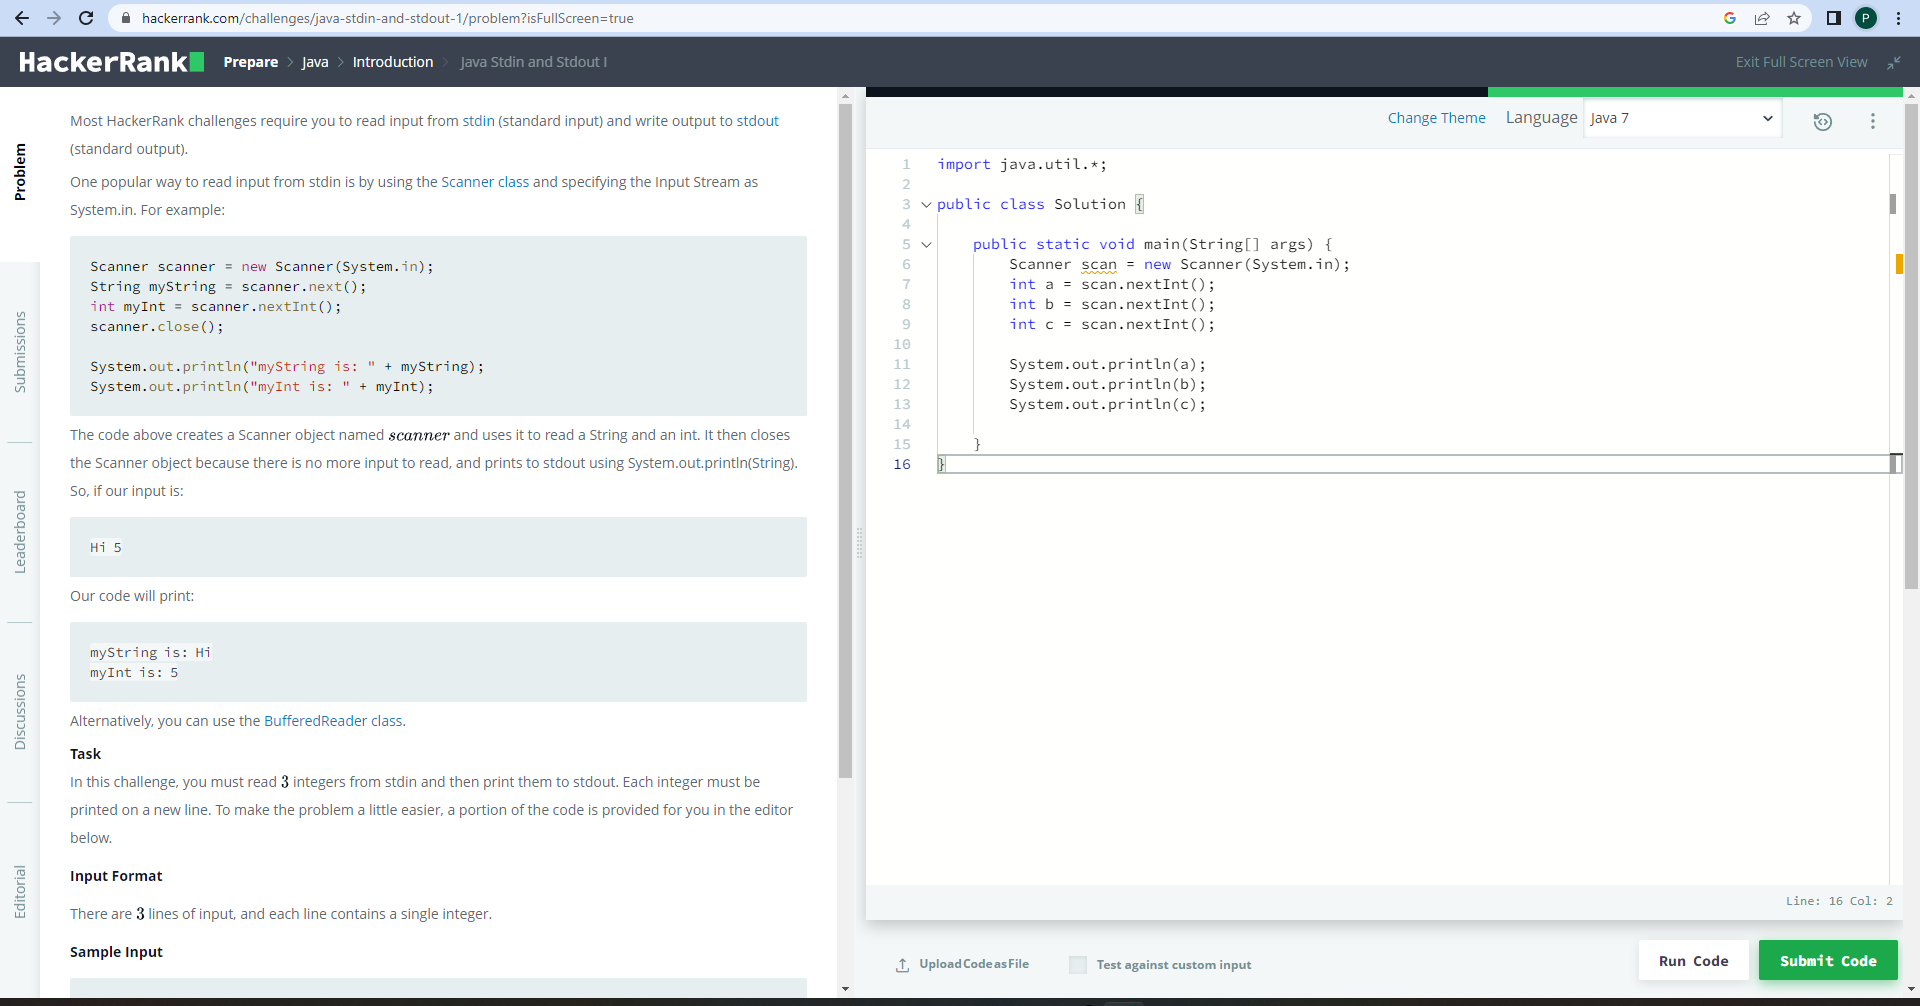 hackerrank.com/challenges/java-stdin-and-stdout-1/problem?isFullScreen=true
P
HackerRank
Prepare > Java > Introduction > Java Stdin and Stdout I
Exit Full Screen View
Problem
Submissions
Leaderboard
Discussions
Editorial
Most HackerRank challenges require you to read input from stdin (standard input) and write output to stdout
(standard output).
One popular way to read input from stdin is by using the Scanner class and specifying the Input Stream as
System.in. For example:
Scanner scanner = new Scanner(System.in);
String myString = scanner.next();
int myInt = scanner.nextInt();
scanner.close();
System.out.println("myString is: " + myString);
System.out.println("myInt is: " + myInt);
The code above creates a Scanner object named scanner and uses it to read a String and an int. It then closes
the Scanner object because there is no more input to read, and prints to stdout using System.out.println(String).
So, if our input is:
Hi 5
Our code will print:
myString is: Hi
myInt is: 5
Alternatively, you can use the BufferedReader class.
Task
In this challenge, you must read 3 integers from stdin and then print them to stdout. Each integer must be
printed on a new line. To make the problem a little easier, a portion of the code is provided for you in the editor
below.
Input Format
There are 3 lines of input, and each line contains a single integer.
Sample Input
Change Theme Language Java 7
1 import java.util.*;
2
3 public class Solution {
4
5 public static void main(String[] args) {
6 Scanner scan = new Scanner(System.in);
7 int a = scan.nextInt();
8 int b = scan.nextInt();
9 int c = scan.nextInt();
10
11 System.out.println(a);
12 System.out.println(b);
13 System.out.println(c);
14
15 }
16 }
Line: 16 Col: 2
Upload Code as File
Test against custom input
Run Code
Submit Code